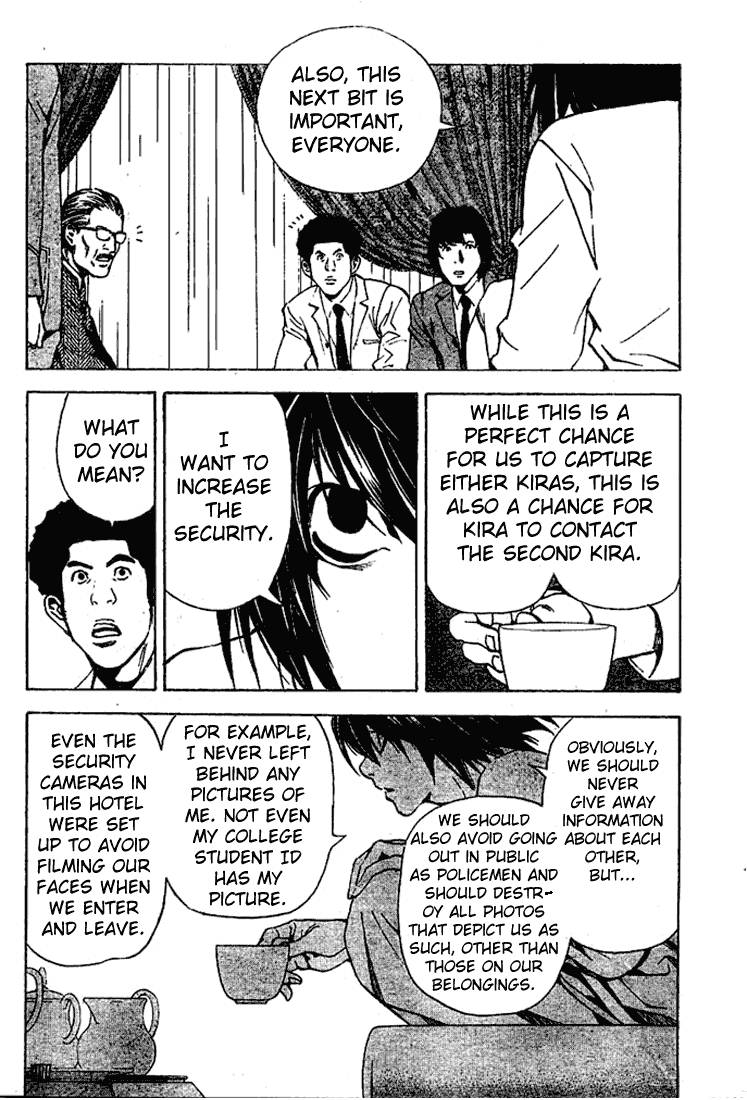 ALSO, THIS
NEXT BIT IS
IMPORTANT,
EVERYONE.
WHILE THIS IS A
PERFECT CHANCE
FOR US TO CAPTURE
EITHER KIRAS, THIS IS
ALSO A CHANCE FOR
KIRA TO CONTACT
THE SECOND KIRA.
I
WANT TO
INCREASE
THE
SECURITY.
WHAT
DO YOU
MEAN?
OBVIOUSLY,
WE SHOULD
NEVER
GIVE AWAY
INFORMATION
ABOUT EACH
OTHER,
BUT...
WE SHOULD
ALSO AVOID GOING
OUT IN PUBLIC
AS POLICEMEN AND
SHOULD DESTR-
OY ALL PHOTOS
THAT DEPICT US AS
SUCH, OTHER THAN
THOSE ON OUR
BELONGINGS.
FOR EXAMPLE,
I NEVER LEFT
BEHIND ANY
PICTURES OF
ME. NOT EVEN
MY COLLEGE
STUDENT ID
HAS MY
PICTURE.
EVEN THE
SECURITY
CAMERAS IN
THIS HOTEL
WERE SET
UP TO AVOID
FILMING OUR
FACES WHEN
WE ENTER
AND LEAVE.